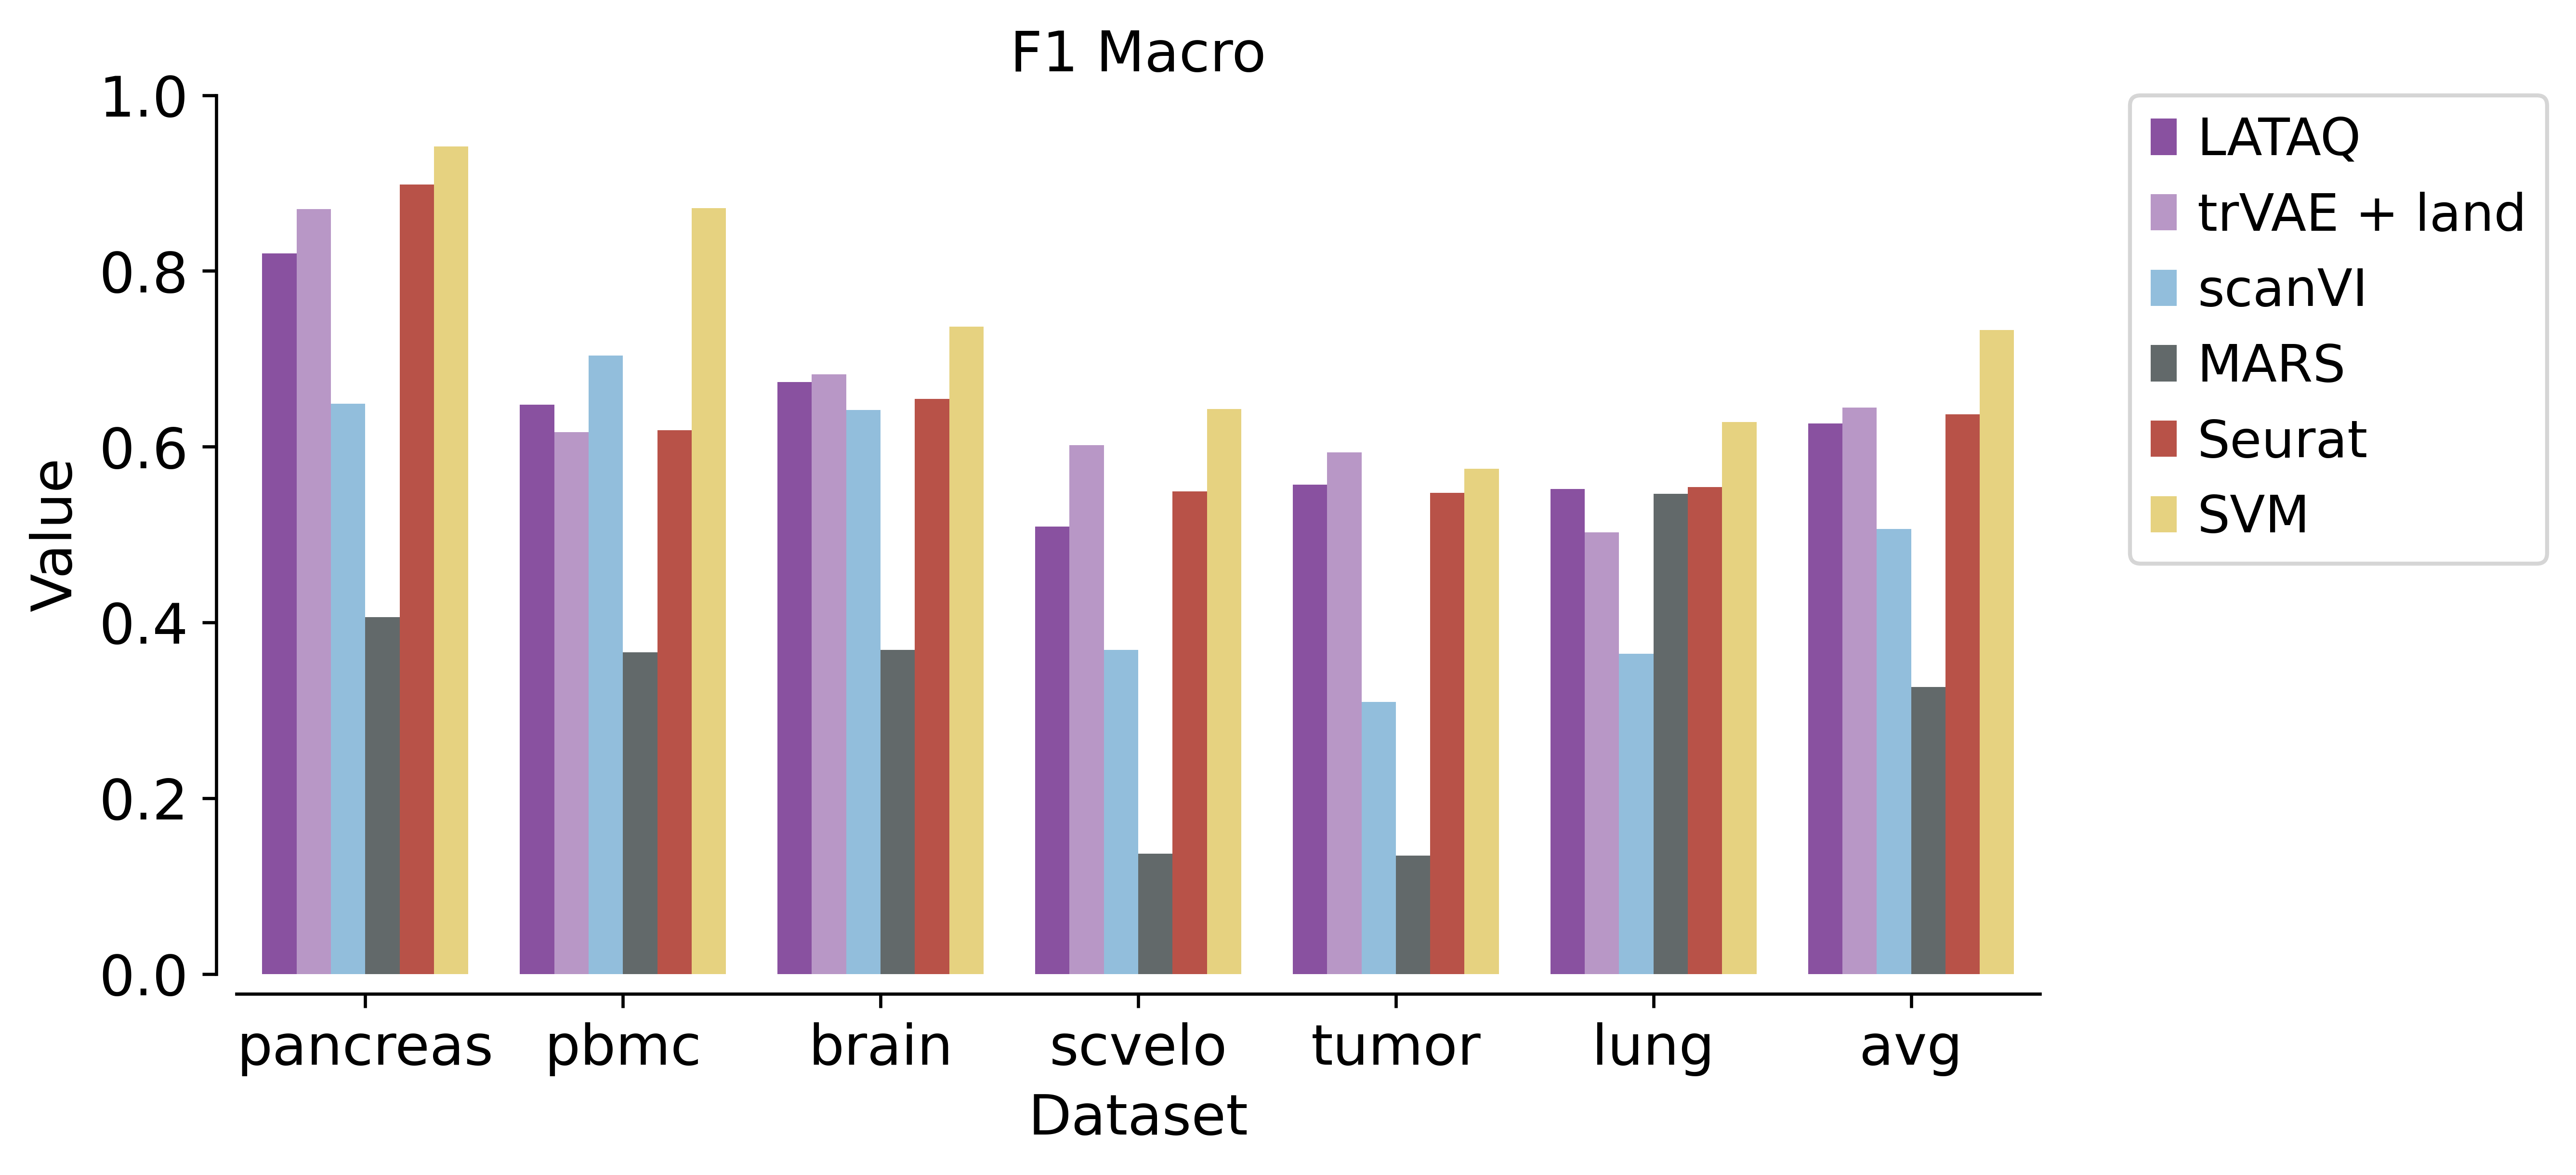 F1 Macro
1.0
0.8
0.6
0.4
0.2
0.0
Value
pancreas pbmc brain scvelo tumor lung avg
Dataset
LATAQ
trVAE + land
scanVI
MARS
Seurat
SVM